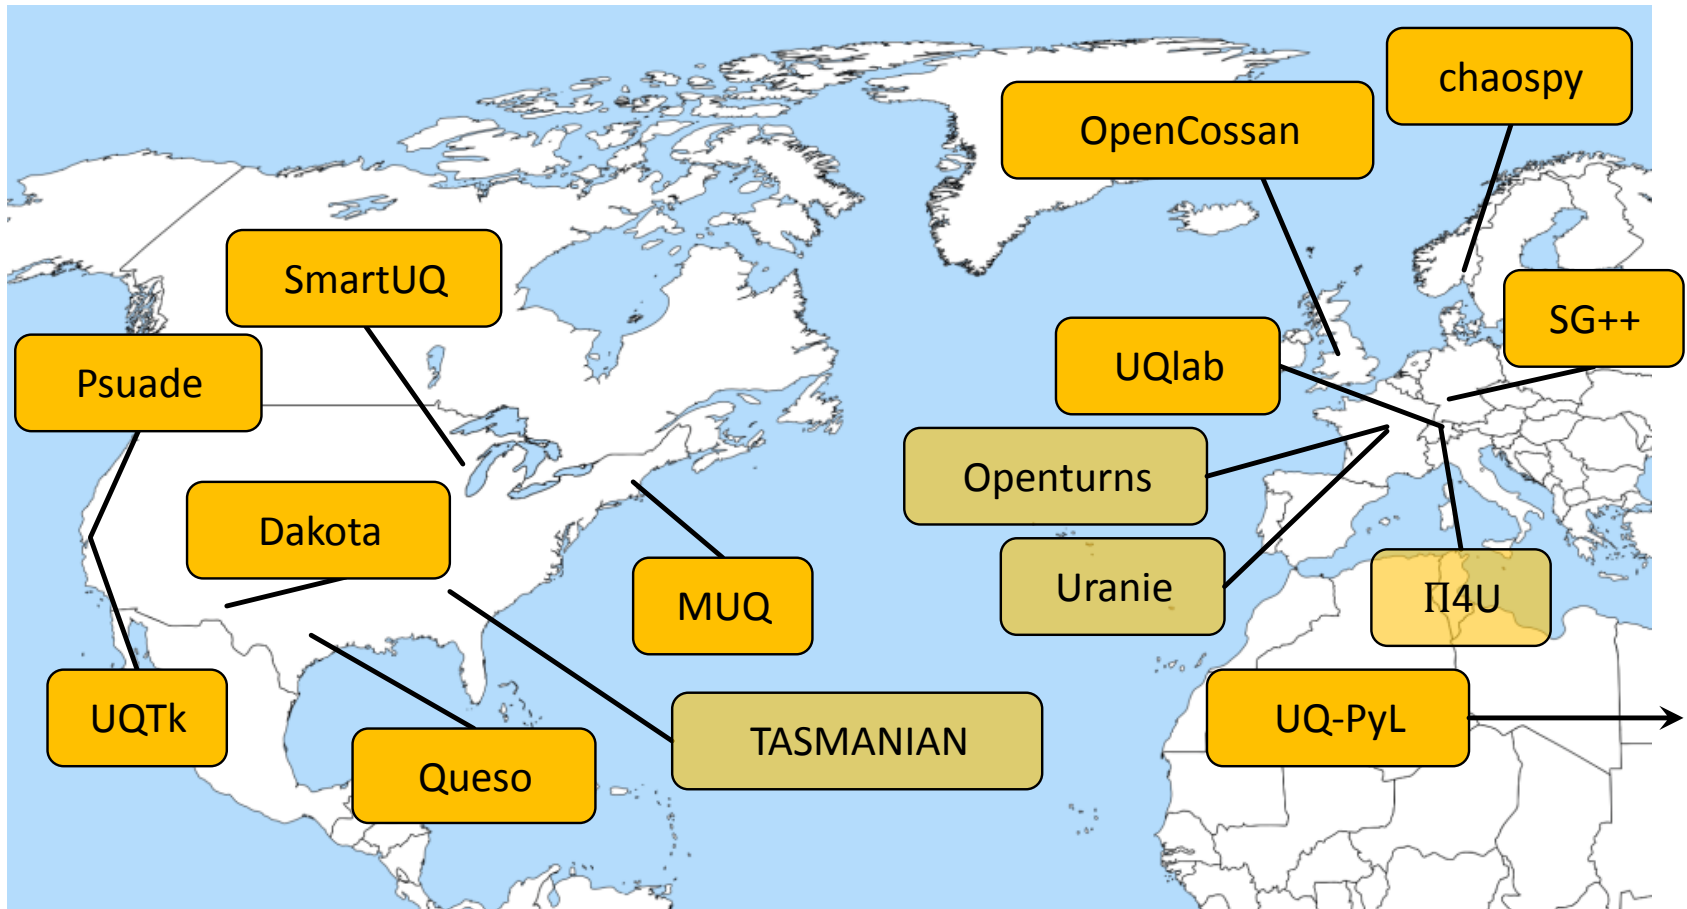 chaospy
OpenCossan
SmartUQ
SG++
Psuade
UQlab
Openturns
Dakota
Uranie
MUQ
Π4U
UQTk
UQ-PyL
TASMANIAN
Queso